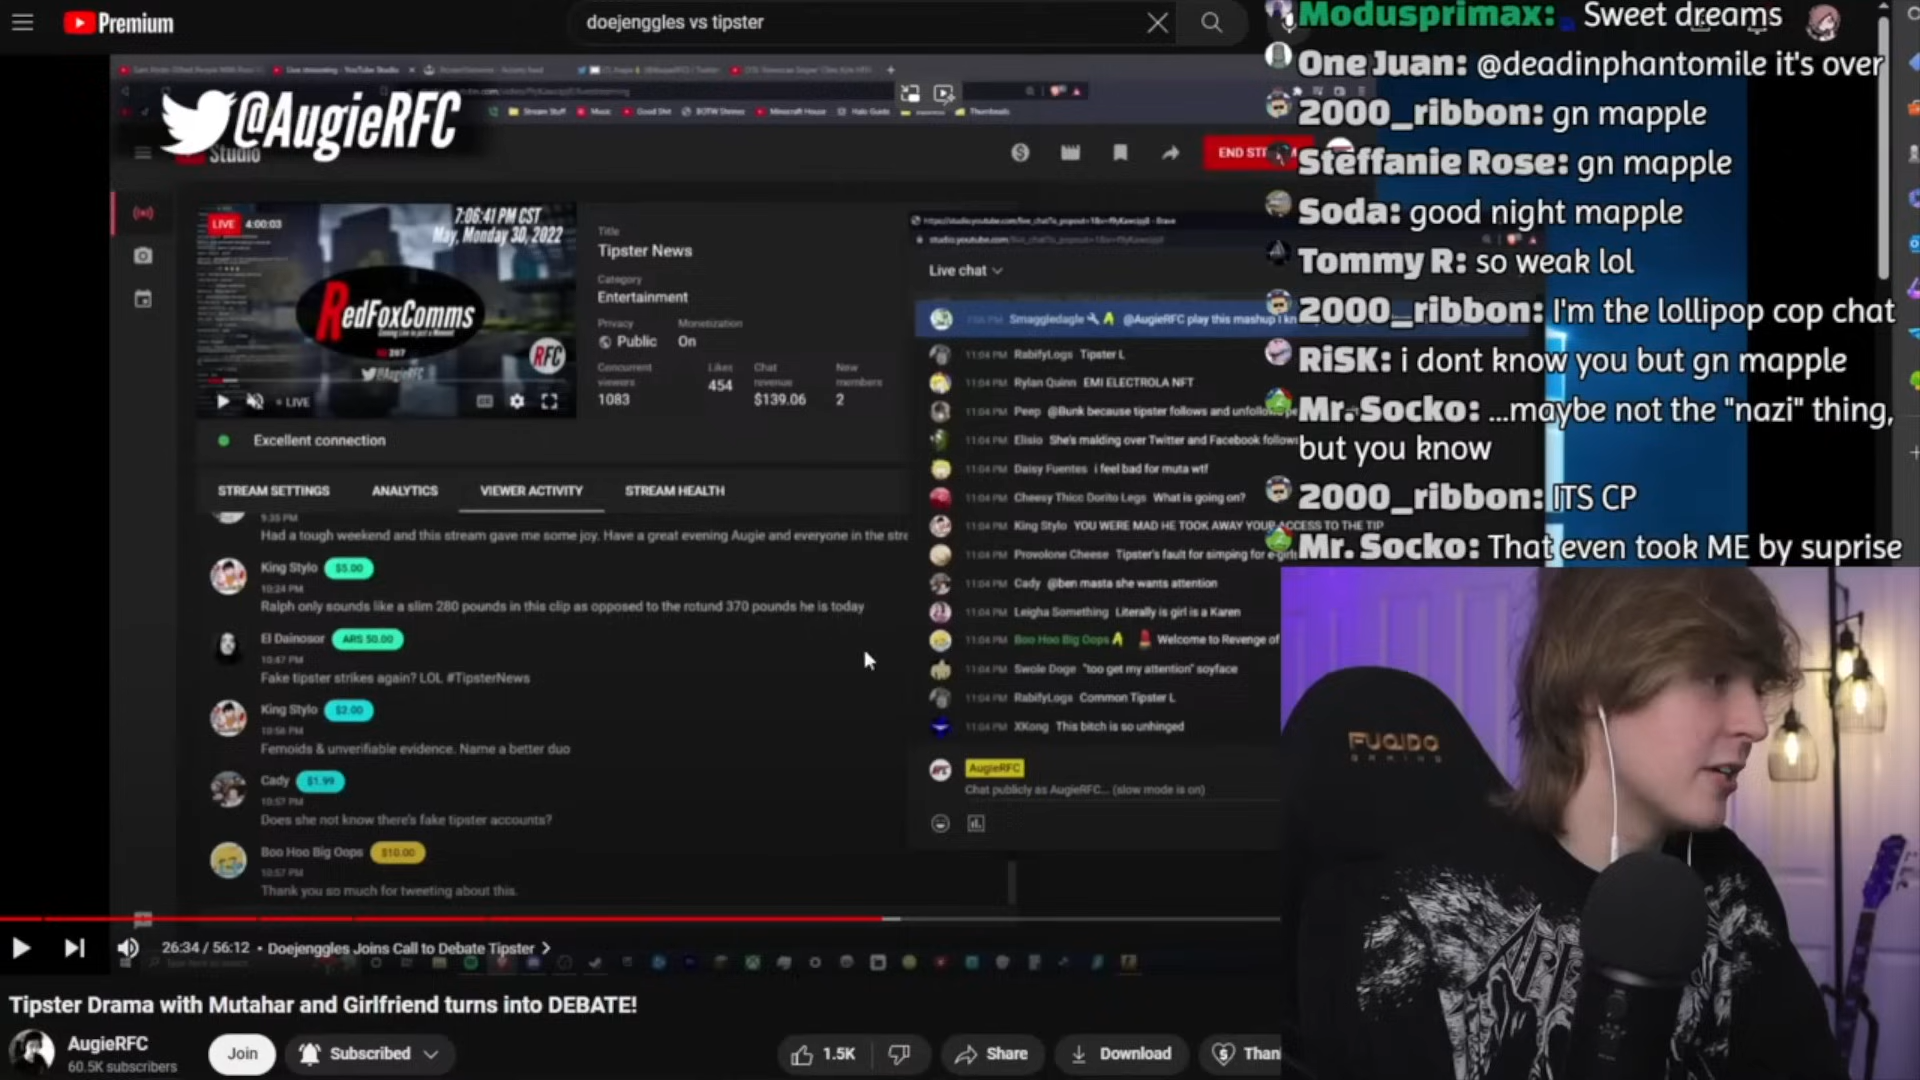 Premium
doejenggles vs tipster
@AugieRFC
Studio
END STRE
LIVE 4:00:03
7:06:41 PM CST
May, Monday 30, 2022
RedFoxComms
RFC
@AugieRFC
LIVE
Title
Tipster News
Category
Entertainment
Privacy
Monetization
Public
On
Concurrent viewers
Likes
Chat revenue
New members
1083
454
$139.06
2
Excellent connection
STREAM SETTINGS
ANALYTICS
VIEWER ACTIVITY
STREAM HEALTH
9:35 PM
Had a tough weekend and this stream gave me some joy. Have a great evening Augie and everyone in the stre
King Stylo $5.00
10:24 PM
Ralph only sounds like a slim 280 pounds in this clip as opposed to the rotund 370 pounds he is today
El Dainosor ARS 50.00
10:47 PM
Fake tipster strikes again? LOL #TipsterNews
King Stylo $2.00
10:56 PM
Femoids & unverifiable evidence. Name a better duo
Cady $1.99
10:57 PM
Does she not know there's fake tipster accounts?
Boo Hoo Big Oops $10.00
10:57 PM
Thank you so much for tweeting about this.
Live chat
Smaggledagle @AugieRFC play this mashup I kn
11:04 PM RabifyLogs Tipster L
11:04 PM Rylan Quinn EMI ELECTROLA NFT
11:04 PM Peep @Bunk because tipster follows and unfollow
11:04 PM Elisio She's malding over Twitter and Facebook follow
11:04 PM Daisy Fuentes i feel bad for muta wtf
11:04 PM Cheesy Thicc Dorito Legs What is going on?
11:04 PM King Stylo YOU WERE MAD HE TOOK AWAY YOUR ACCESS TO THE TIP
11:04 PM Provolone Cheese Tipster's fault for simping for e-girls
11:04 PM Cady @ben masta she wants attention
11:04 PM Leigha Something Literally is girl is a Karen
11:04 PM Boo Hoo Big Oops Welcome to Revenge of
11:04 PM Swole Doge "too get my attention" soyface
11:04 PM RabifyLogs Common Tipster L
11:04 PM XKong This bitch is so unhinged
AugieRFC
Chat publicly as AugieRFC... (slow mode is on)
Modusprimax: Sweet dreams
One Juan: @deadinphantomile it's over
2000_ribbon: gn mapple
Steffanie Rose: gn mapple
Soda: good night mapple
Tommy R: so weak lol
2000_ribbon: I'm the lollipop cop chat
RiSK: i dont know you but gn mapple
Mr. Socko: ...maybe not the "nazi" thing,
but you know
2000_ribbon: ITS CP
Mr. Socko: That even took ME by suprise
FUQIDO
GAMING
26:34 / 56:12 • Doejenggles Joins Call to Debate Tipster
Tipster Drama with Mutahar and Girlfriend turns into DEBATE!
AugieRFC
60.5K subscribers
Join
Subscribed
1.5K
Share
Download
Than